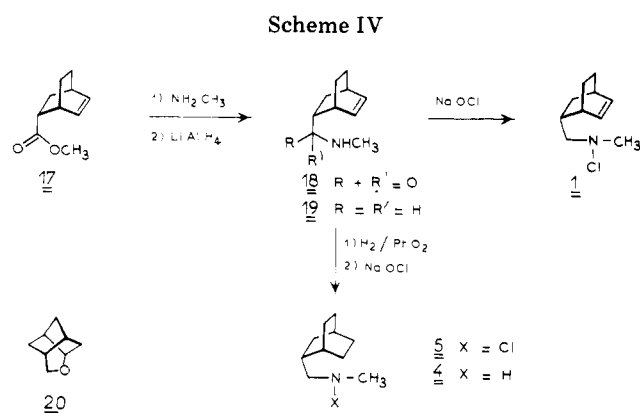 Scheme IV
1) NH2CH3
2) LiAlH4
NaOCl
O
OCH3
17
R
R'
NHCH3
18 R + R' = O
19 R = R' = H
N
CH3
Cl
1
1) H2 / PtO2
2) NaOCl
O
20
N
CH3
X
5 X = Cl
4 X = H